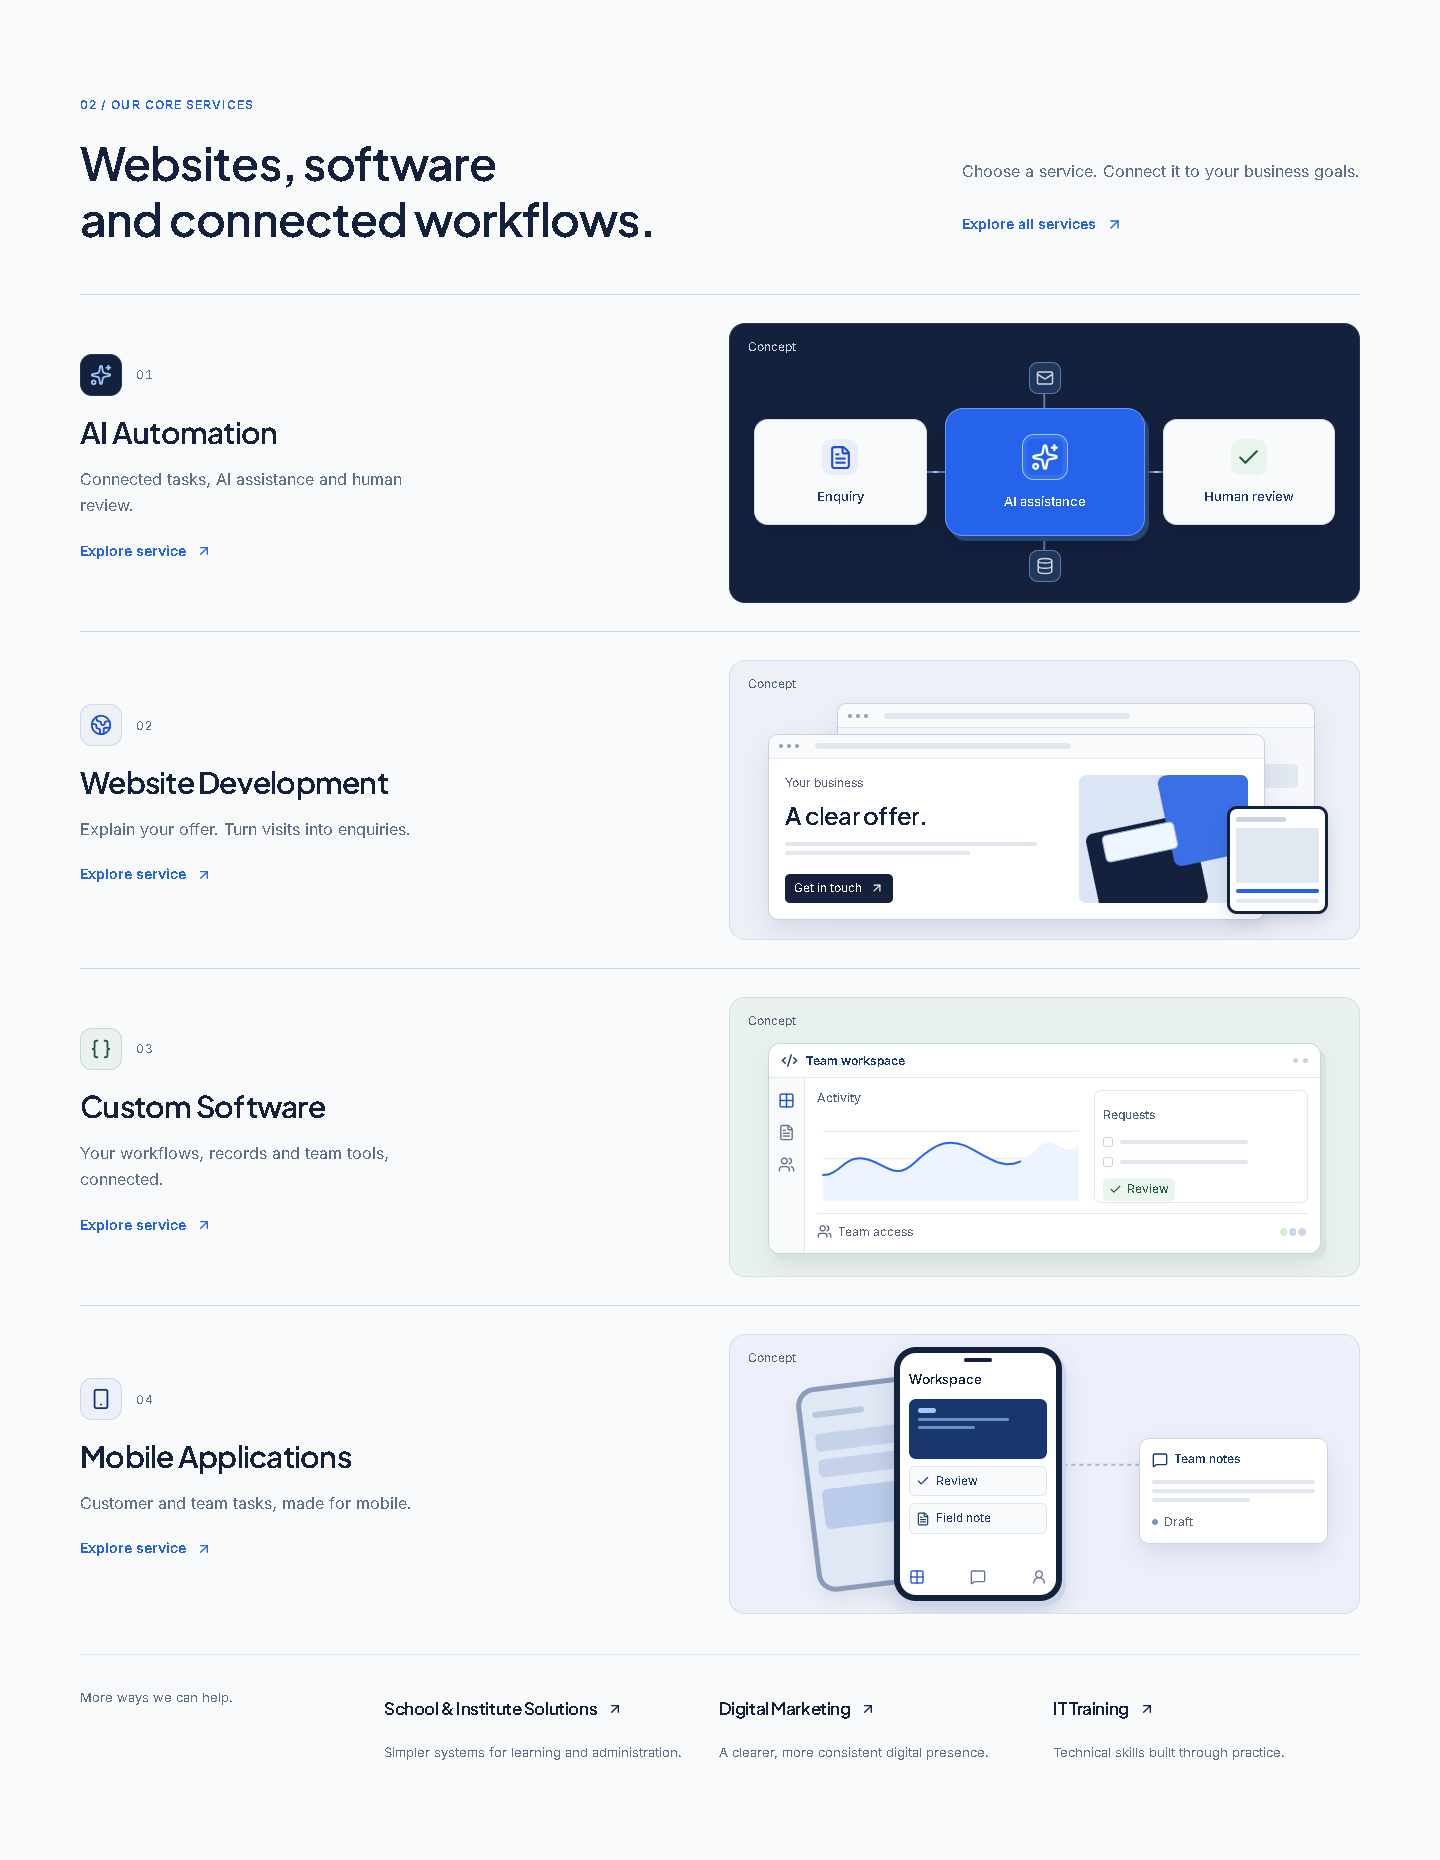 02 / OUR CORE SERVICES
Websites, software
and connected workflows.
Choose a service. Connect it to your business goals.
Explore all services
01
AI Automation
Connected tasks, AI assistance and human
review.
Explore service
Concept
Enquiry
AI assistance
Human review
02
Website Development
Explain your offer. Turn visits into enquiries.
Explore service
Concept
Your business
A clear offer.
Get in touch
03
Custom Software
Your workflows, records and team tools,
connected.
Explore service
Concept
Team workspace
Activity
Requests
Review
Team access
04
Mobile Applications
Customer and team tasks, made for mobile.
Explore service
Concept
Workspace
Review
Field note
Team notes
Draft
More ways we can help.
School & Institute Solutions
Simpler systems for learning and administration.
Digital Marketing
A clearer, more consistent digital presence.
IT Training
Technical skills built through practice.